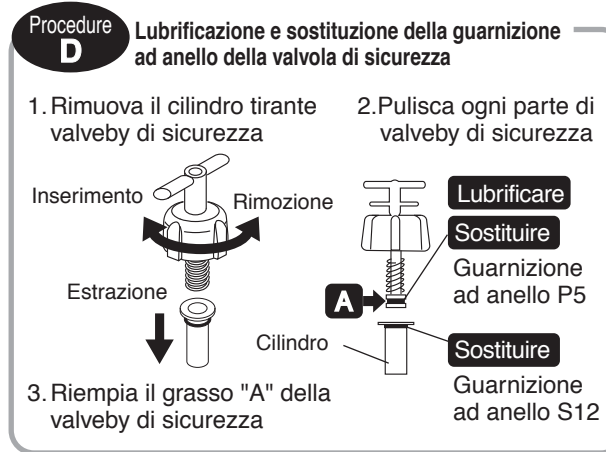 Procedure
D
Lubrificazione e sostituzione della guarnizione
ad anello della valvola di sicurezza
1. Rimuova il cilindro tirante
valveby di sicurezza
Inserimento
Rimozione
Estrazione
2.Pulisca ogni parte di
valveby di sicurezza
Lubrificare
Sostituire
Guarnizione
ad anello P5
A
Cilindro
Sostituire
Guarnizione
ad anello S12
3. Riempia il grasso "A" della
valveby di sicurezza